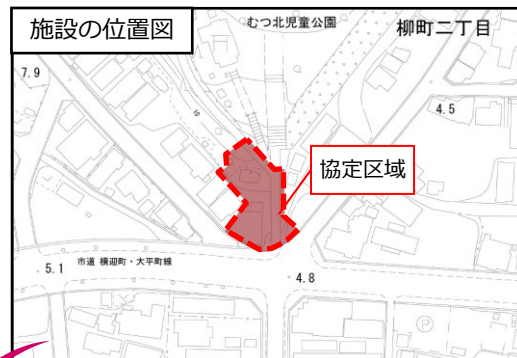 施設の位置図
むつ北児童公園
柳町二丁目
7.9
10
4.5
協定区域
市道 横迎町・大平町線
5.1
4.8
P